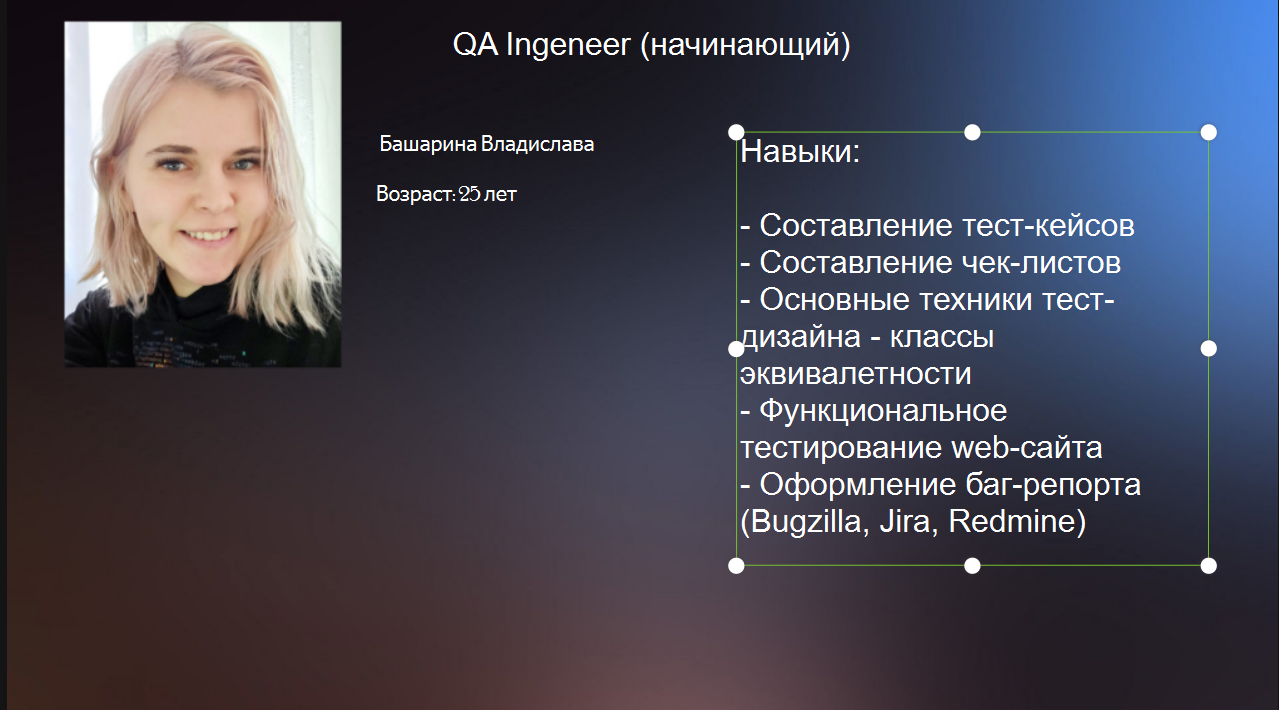 QA Ingeneer (начинающий)
Башарина Владислава
Возраст: 25 лет
Навыки:
- Составление тест-кейсов
- Составление чек-листов
- Основные техники тест-
дизайна - классы
эквивалетности
- Функциональное
тестирование web-сайта
- Оформление баг-репорта
(Bugzilla, Jira, Redmine)